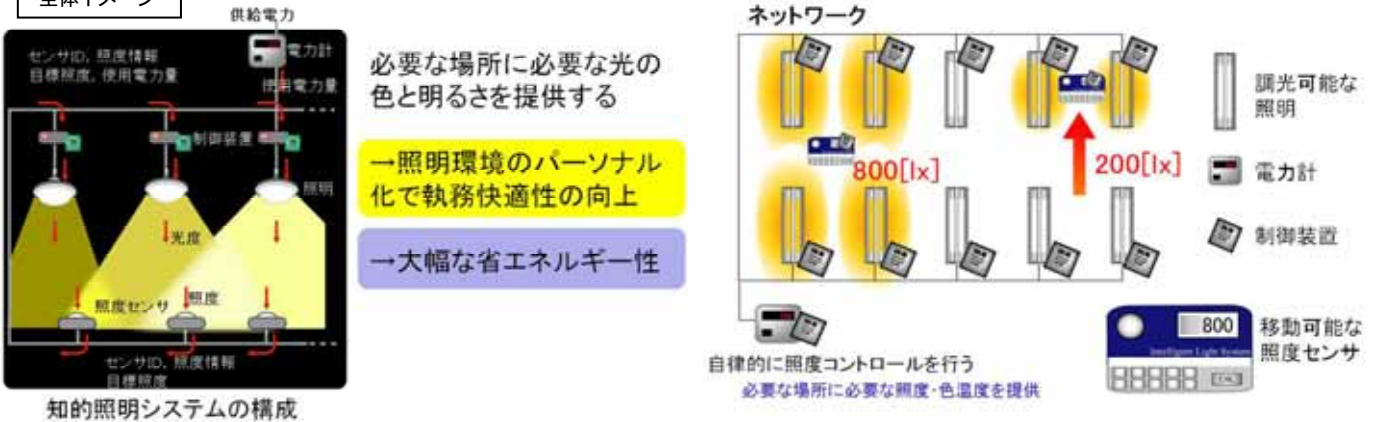 全体イメージ
供給電力
センサID, 照度情報
目標照度, 使用電力量
電力計
使用電力量
制御装置
照明
光度
照度センサ
照度
センサID, 照度情報
目標照度
知的照明システムの構成
必要な場所に必要な光の
色と明るさを提供する
→照明環境のパーソナル
化で執務快適性の向上
→大幅な省エネルギー性
ネットワーク
800[lx]
200[lx]
調光可能な
照明
電力計
制御装置
自律的に照度コントロールを行う
必要な場所に必要な照度・色温度を提供
800
Intelligent Light System
移動可能な
照度センサ